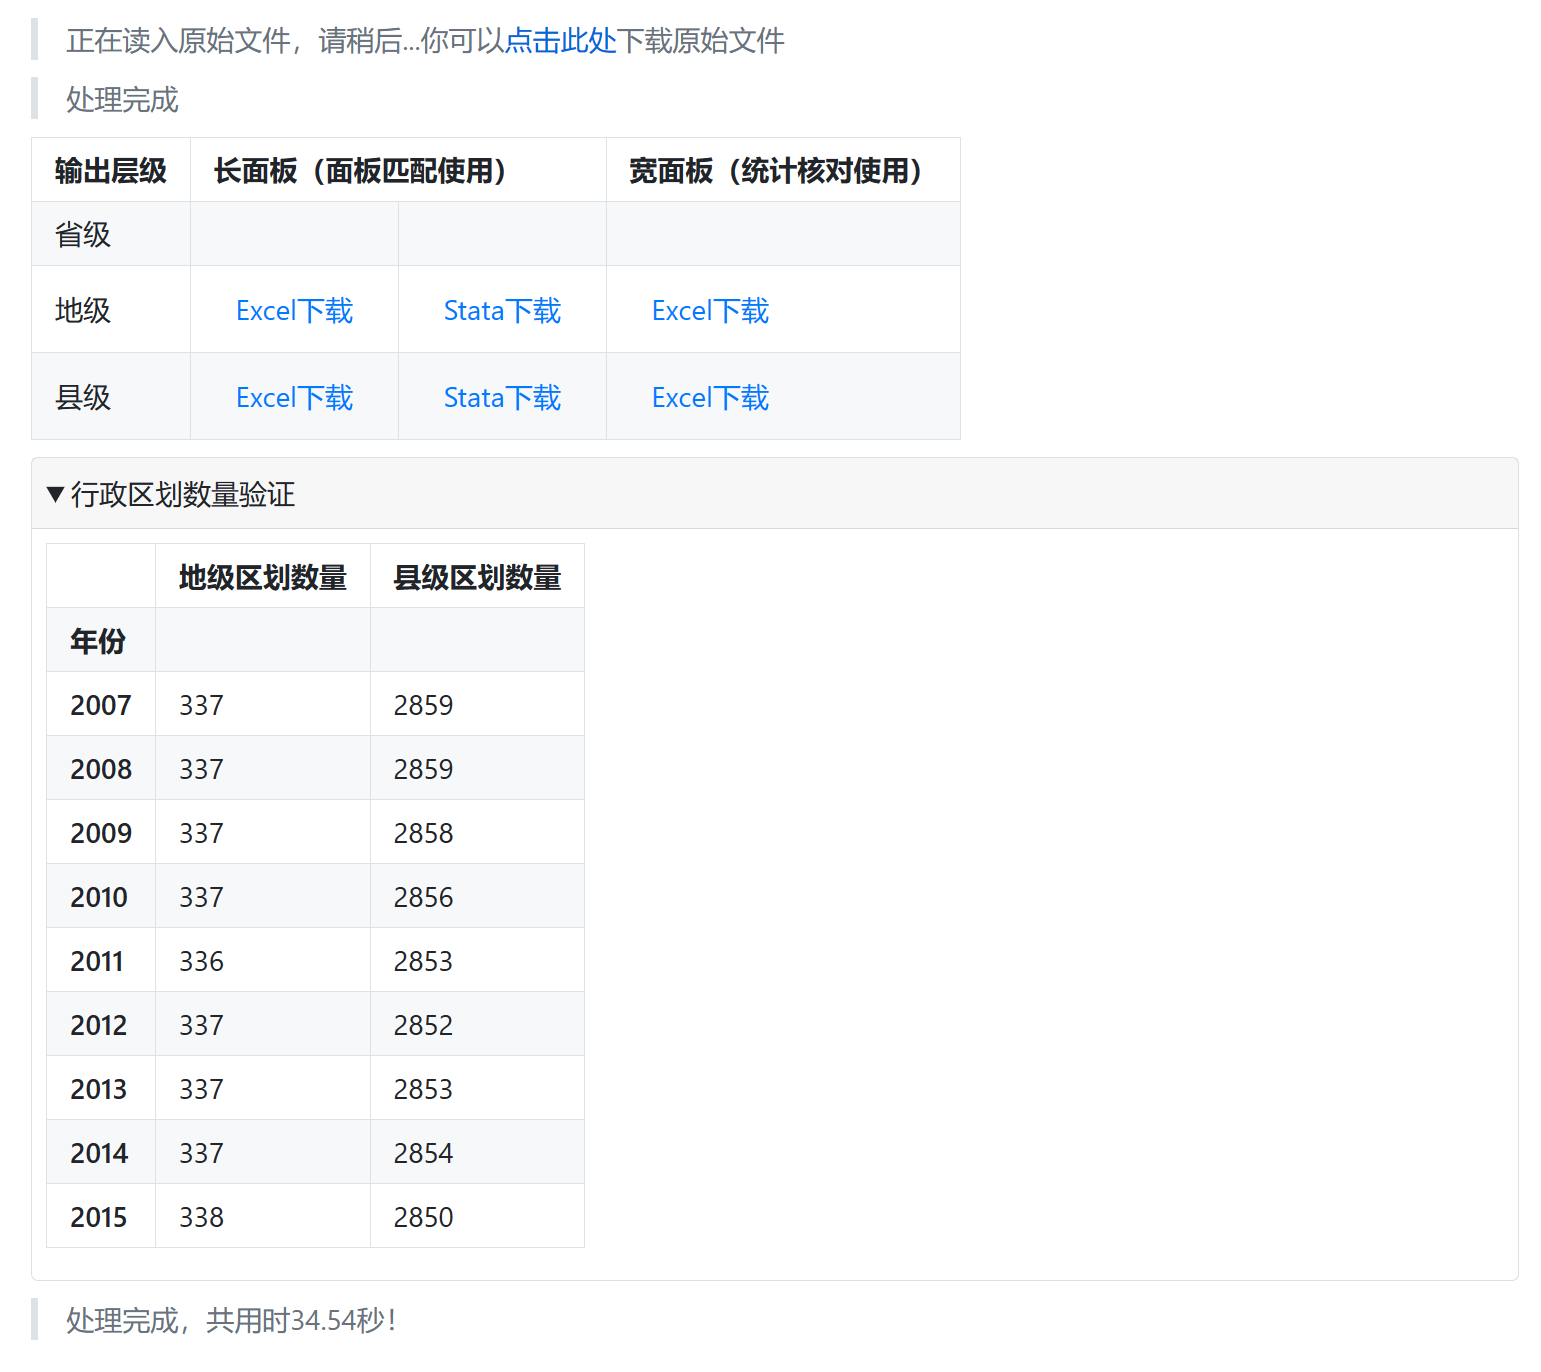 正在读入原始文件，请稍后...你可以点击此处下载原始文件
处理完成
输出层级 长面板（面板匹配使用） 宽面板（统计核对使用）
省级
地级 Excel下载 Stata下载 Excel下载
县级 Excel下载 Stata下载 Excel下载
▼行政区划数量验证
地级区划数量 县级区划数量
年份
2007 337 2859
2008 337 2859
2009 337 2858
2010 337 2856
2011 336 2853
2012 337 2852
2013 337 2853
2014 337 2854
2015 338 2850
处理完成，共用时34.54秒！